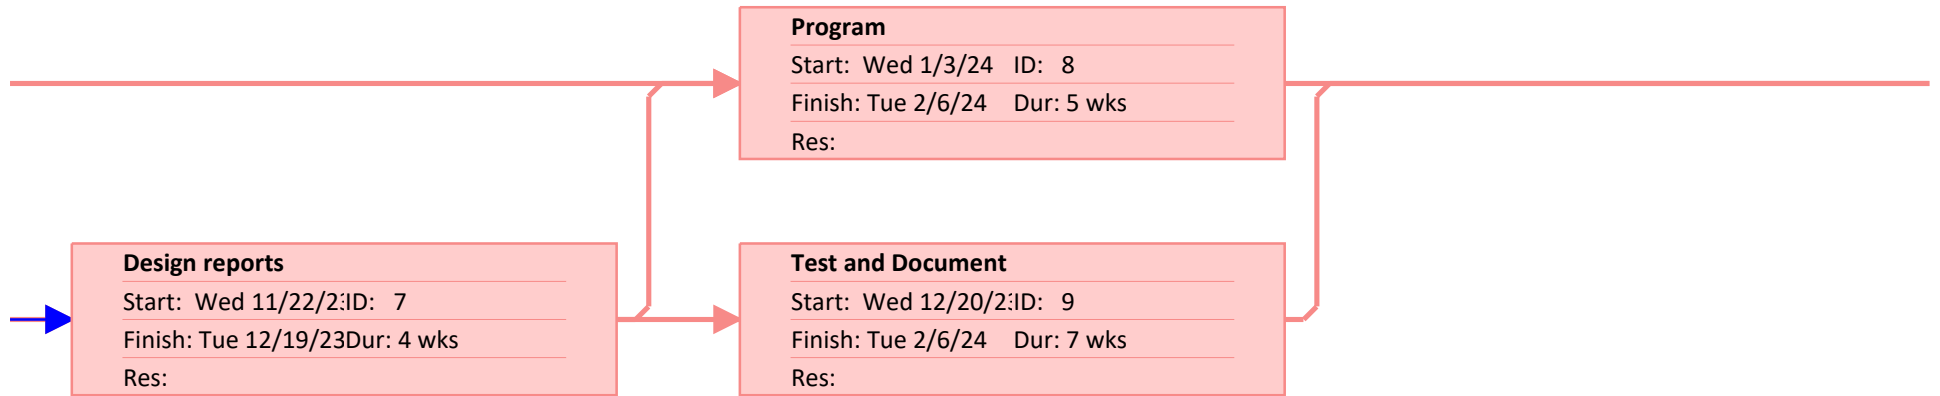 Program
Start: Wed 1/3/24 ID: 8
Finish: Tue 2/6/24 Dur: 5 wks
Res:
Design reports
Start: Wed 11/22/2 ID: 7
Finish: Tue 12/19/23 Dur: 4 wks
Res:
Test and Document
Start: Wed 12/20/2 ID: 9
Finish: Tue 2/6/24 Dur: 7 wks
Res: